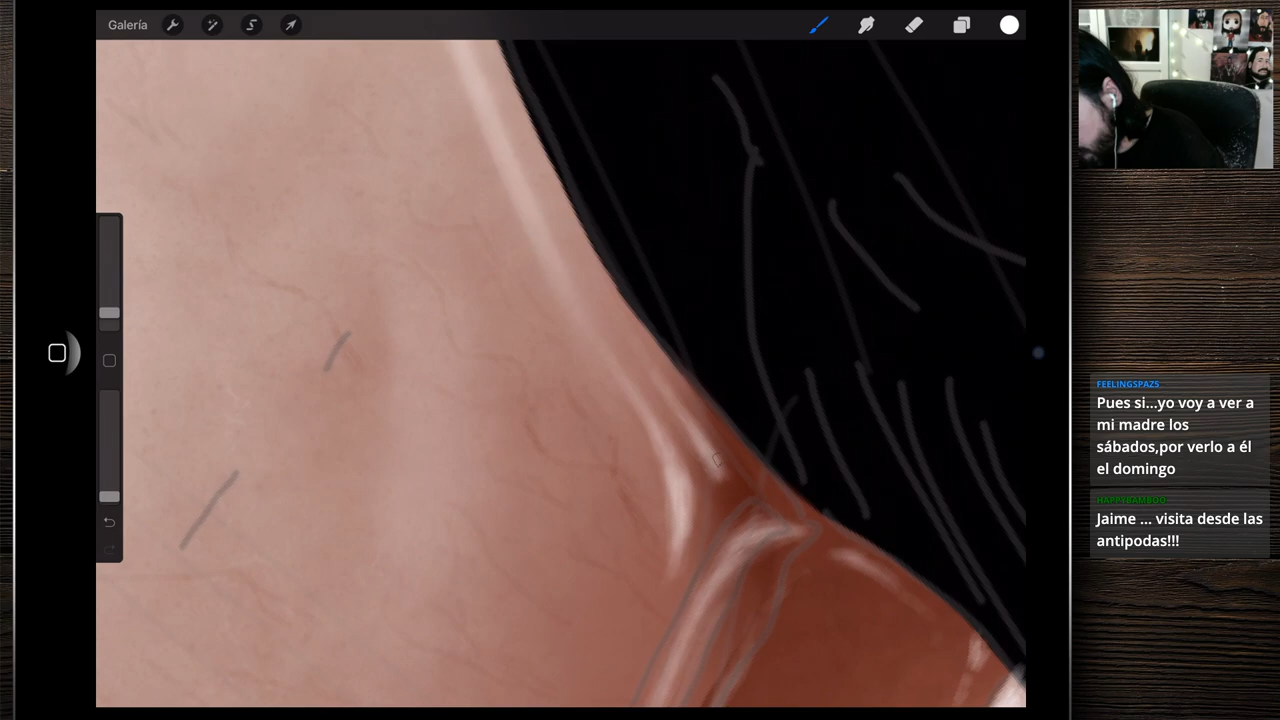 Galería
FEELINGSPAZS
Pues si...yo voy a ver a
mi madre los
sábados,por verlo a él
el domingo
HAPPYBAMBOO
Jaime ... visita desde las
antipodas!!!